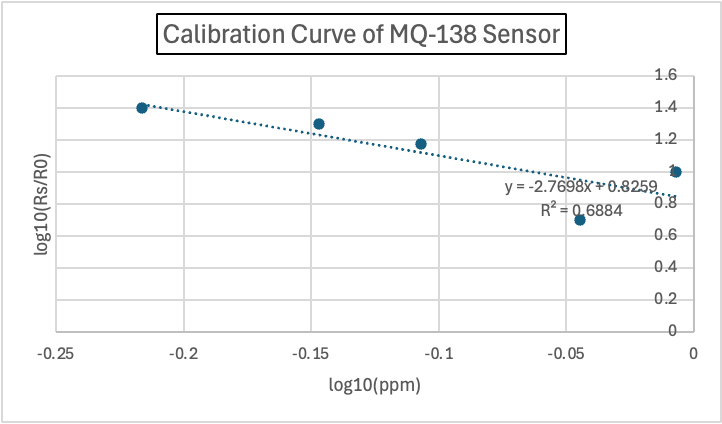 Calibration Curve of MQ-138 Sensor
1.6
1.4
1.2
1
y = -2.7698x + 0.8259
0.8
R² = 0.6884
0.6
0.4
0.2
0
-0.25 -0.2 -0.15 -0.1 -0.05 0
log10(Rs/R0)
log10(ppm)